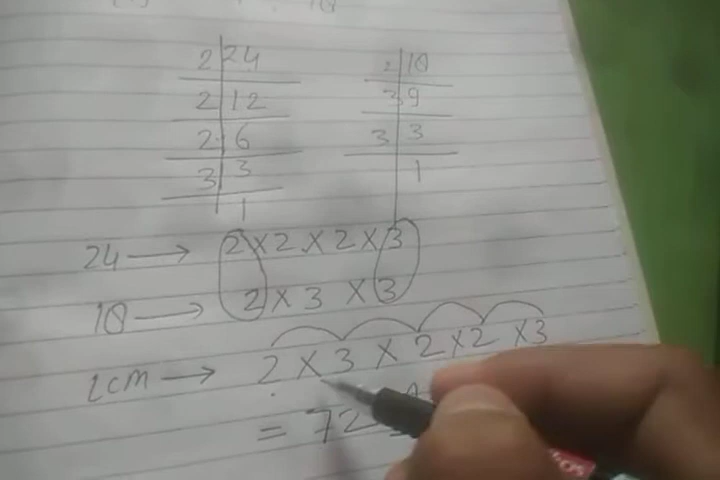 2 24 2 18
2 12 3 9
2 6 3 3
3 3 1
1
24 → 2 × 2 × 2 × 3
18 → 2 × 3 × 3
LCM → 2 × 3 × 2 × 2 × 3
= 72